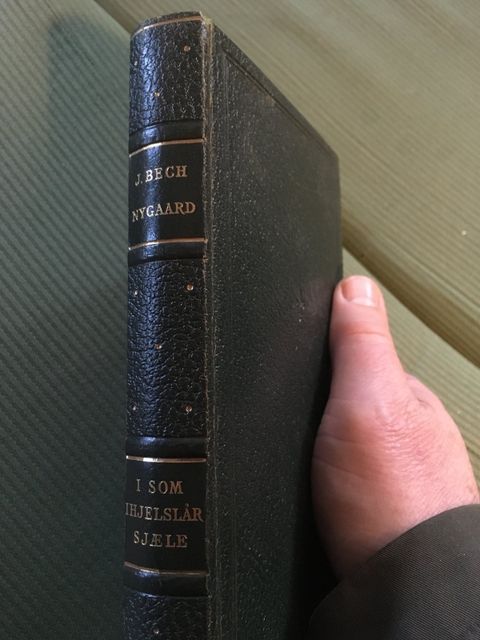 J. BECH
NYGAARD
I SOM
IHJELSLÅR
SJÆLE